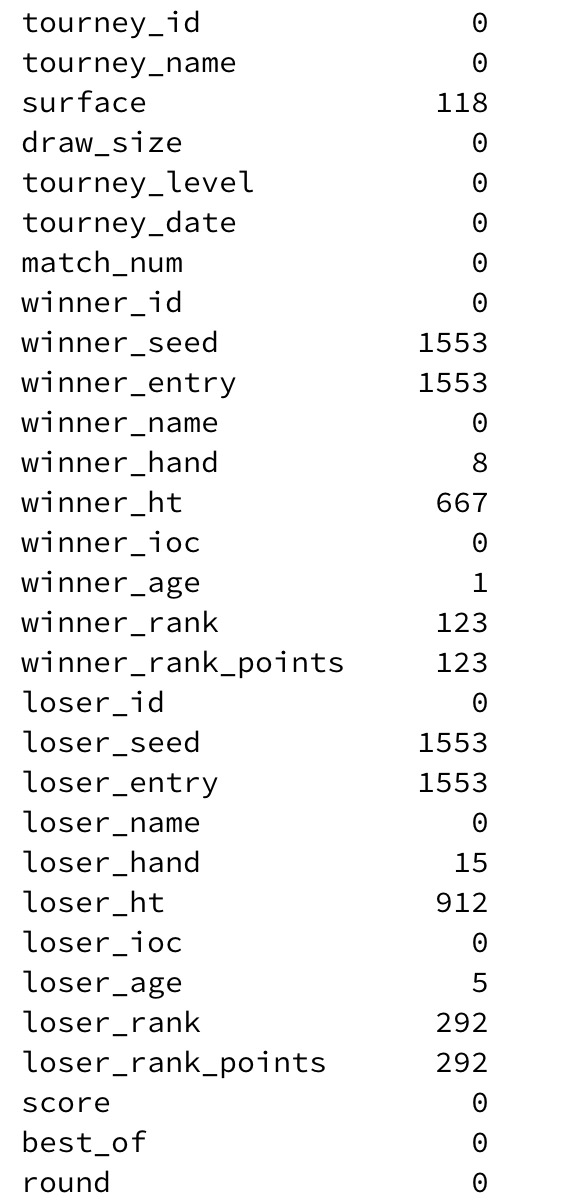 tourney_id 0
tourney_name 0
surface 118
draw_size 0
tourney_level 0
tourney_date 0
match_num 0
winner_id 0
winner_seed 1553
winner_entry 1553
winner_name 0
winner_hand 8
winner_ht 667
winner_ioc 0
winner_age 1
winner_rank 123
winner_rank_points 123
loser_id 0
loser_seed 1553
loser_entry 1553
loser_name 0
loser_hand 15
loser_ht 912
loser_ioc 0
loser_age 5
loser_rank 292
loser_rank_points 292
score 0
best_of 0
round 0